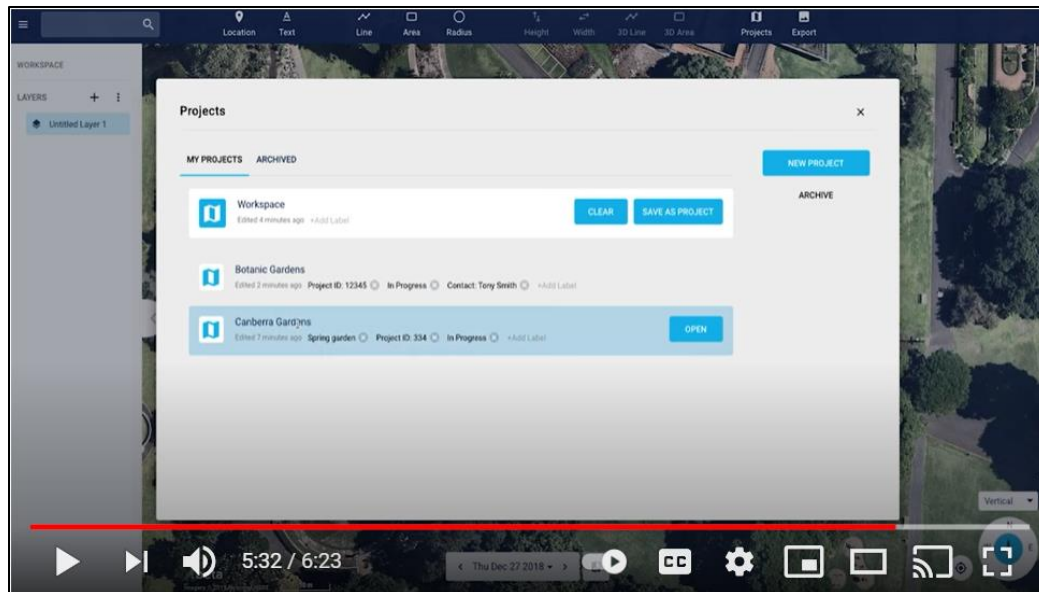 Location Text Line Area Radius Height Width 3D Line 3D Area Projects Export
WORKSPACE
LAYERS
Untitled Layer 1
Projects
MY PROJECTS ARCHIVED
NEW PROJECT
ARCHIVE
Workspace
Edited 4 minutes ago +Add Label
CLEAR SAVE AS PROJECT
Botanic Gardens
Edited 2 minutes ago Project ID: 12345 In Progress Contact: Tony Smith +Add Label
Canberra Gardens
Edited 7 minutes ago Spring garden Project ID: 334 In Progress +Add Label
OPEN
Vertical
N
E
5:32 / 6:23
Thu Dec 27 2018
CC